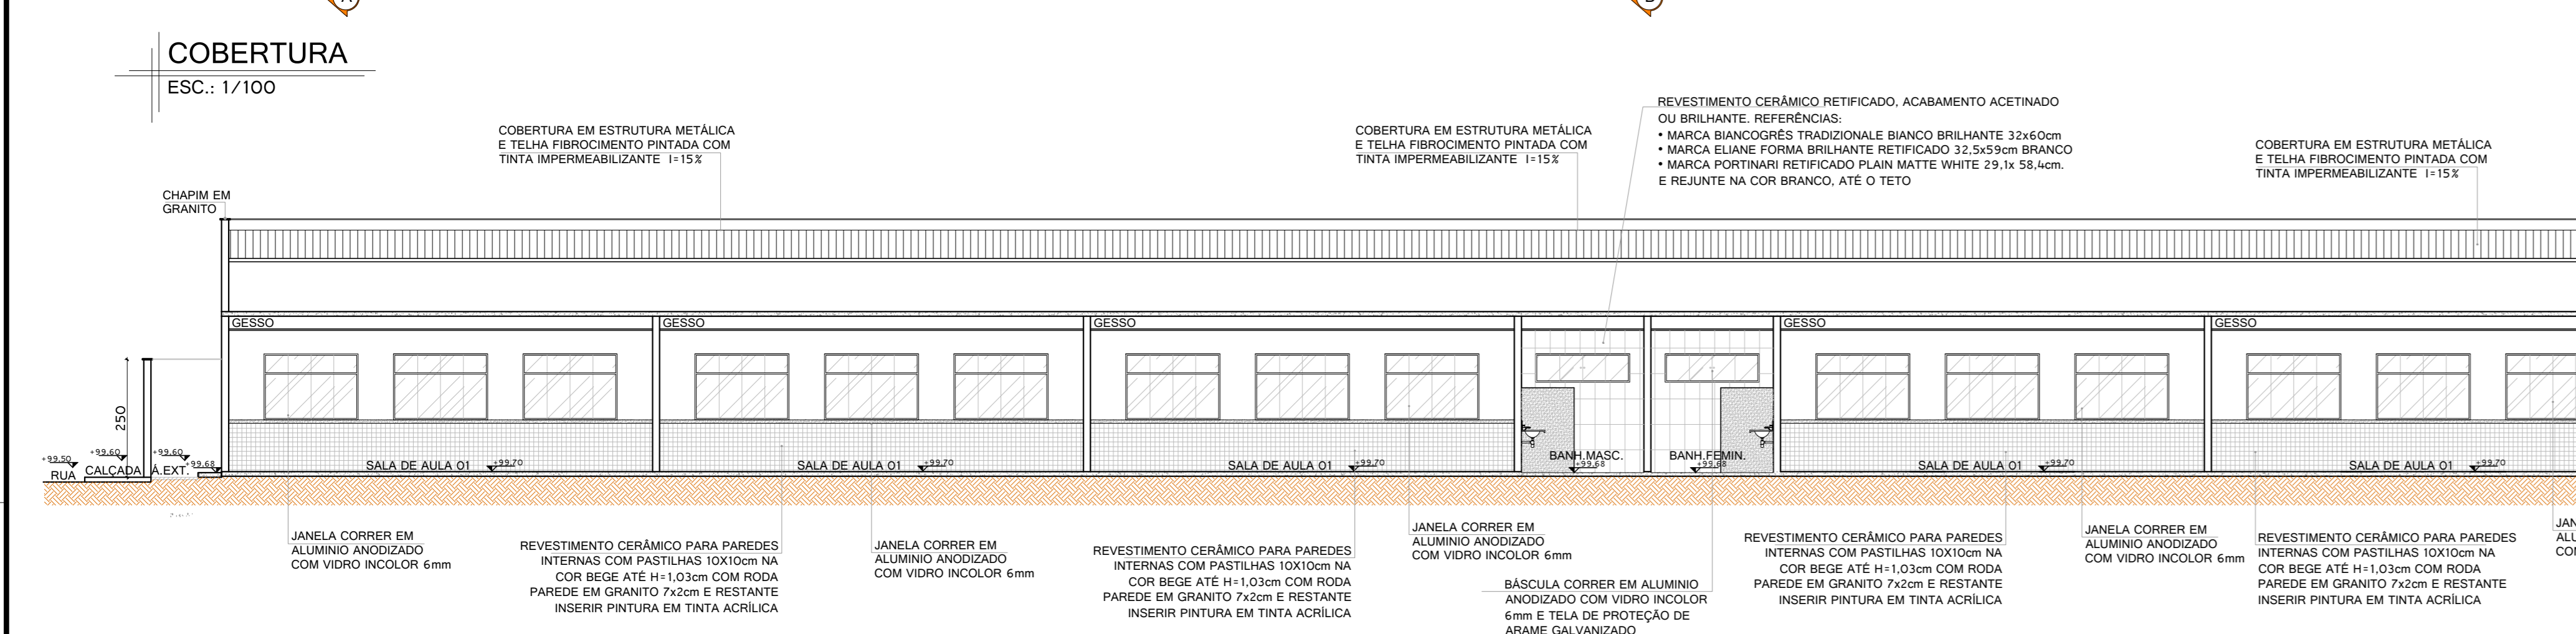 COBERTURA
ESC.: 1/100
COBERTURA EM ESTRUTURA METÁLICA
E TELHA FIBROCIMENTO PINTADA COM
TINTA IMPERMEABILIZANTE I=15%
COBERTURA EM ESTRUTURA METÁLICA
E TELHA FIBROCIMENTO PINTADA COM
TINTA IMPERMEABILIZANTE I=15%
REVESTIMENTO CERÂMICO RETIFICADO, ACABAMENTO ACETINADO
OU BRILHANTE. REFERÊNCIAS:
• MARCA BIANCOGRÊS TRADIZIONALE BIANCO BRILHANTE 32x60cm
• MARCA ELIANE FORMA BRILHANTE RETIFICADO 32,5x59cm BRANCO
• MARCA PORTINARI RETIFICADO PLAIN MATTE WHITE 29,1x 58,4cm.
E REJUNTE NA COR BRANCO, ATÉ O TETO
COBERTURA EM ESTRUTURA METÁLICA
E TELHA FIBROCIMENTO PINTADA COM
TINTA IMPERMEABILIZANTE I=15%
CHAPIM EM
GRANITO
GESSO
GESSO
GESSO
GESSO
GESSO
250
+99,50
RUA
+99,60
CALÇADA
+99,60
Á.EXT.
+99,68
SALA DE AULA 01
+99,70
SALA DE AULA 01
+99,70
SALA DE AULA 01
+99,70
BANH.MASC.
+99,68
BANH.FEMIN.
+99,68
SALA DE AULA 01
+99,70
SALA DE AULA 01
+99,70
JANELA CORRER EM
ALUMINIO ANODIZADO
COM VIDRO INCOLOR 6mm
REVESTIMENTO CERÂMICO PARA PAREDES
INTERNAS COM PASTILHAS 10X10cm NA
COR BEGE ATÉ H=1,03cm COM RODA
PAREDE EM GRANITO 7x2cm E RESTANTE
INSERIR PINTURA EM TINTA ACRÍLICA
JANELA CORRER EM
ALUMINIO ANODIZADO
COM VIDRO INCOLOR 6mm
REVESTIMENTO CERÂMICO PARA PAREDES
INTERNAS COM PASTILHAS 10X10cm NA
COR BEGE ATÉ H=1,03cm COM RODA
PAREDE EM GRANITO 7x2cm E RESTANTE
INSERIR PINTURA EM TINTA ACRÍLICA
JANELA CORRER EM
ALUMINIO ANODIZADO
COM VIDRO INCOLOR 6mm
BÁSCULA CORRER EM ALUMINIO
ANODIZADO COM VIDRO INCOLOR
6mm E TELA DE PROTEÇÃO DE
ARAME GALVANIZADO
REVESTIMENTO CERÂMICO PARA PAREDES
INTERNAS COM PASTILHAS 10X10cm NA
COR BEGE ATÉ H=1,03cm COM RODA
PAREDE EM GRANITO 7x2cm E RESTANTE
INSERIR PINTURA EM TINTA ACRÍLICA
JANELA CORRER EM
ALUMINIO ANODIZADO
COM VIDRO INCOLOR 6mm
REVESTIMENTO CERÂMICO PARA PAREDES
INTERNAS COM PASTILHAS 10X10cm NA
COR BEGE ATÉ H=1,03cm COM RODA
PAREDE EM GRANITO 7x2cm E RESTANTE
INSERIR PINTURA EM TINTA ACRÍLICA